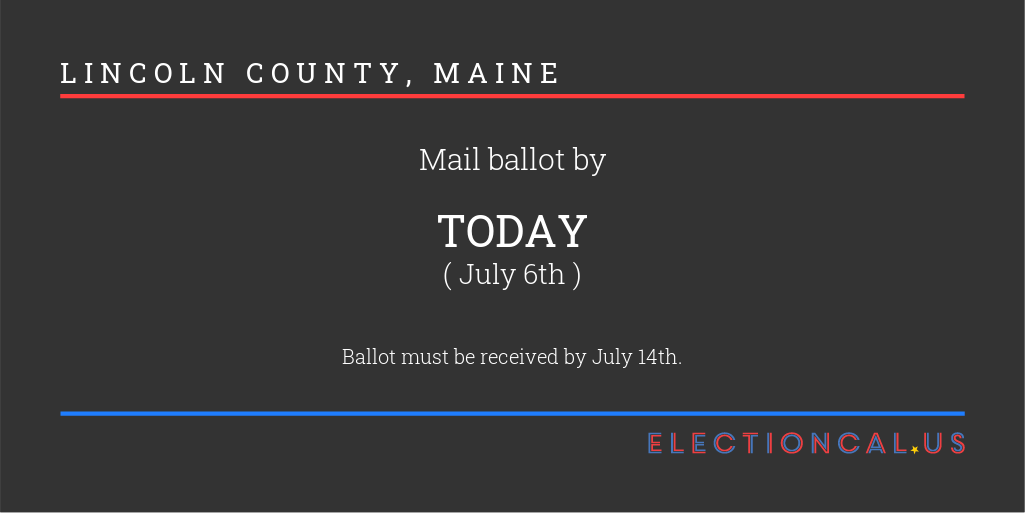 LINCOLN COUNTY, MAINE
Mail ballot by
TODAY
( July 6th )
Ballot must be received by July 14th.
ELECTIONCAL.US